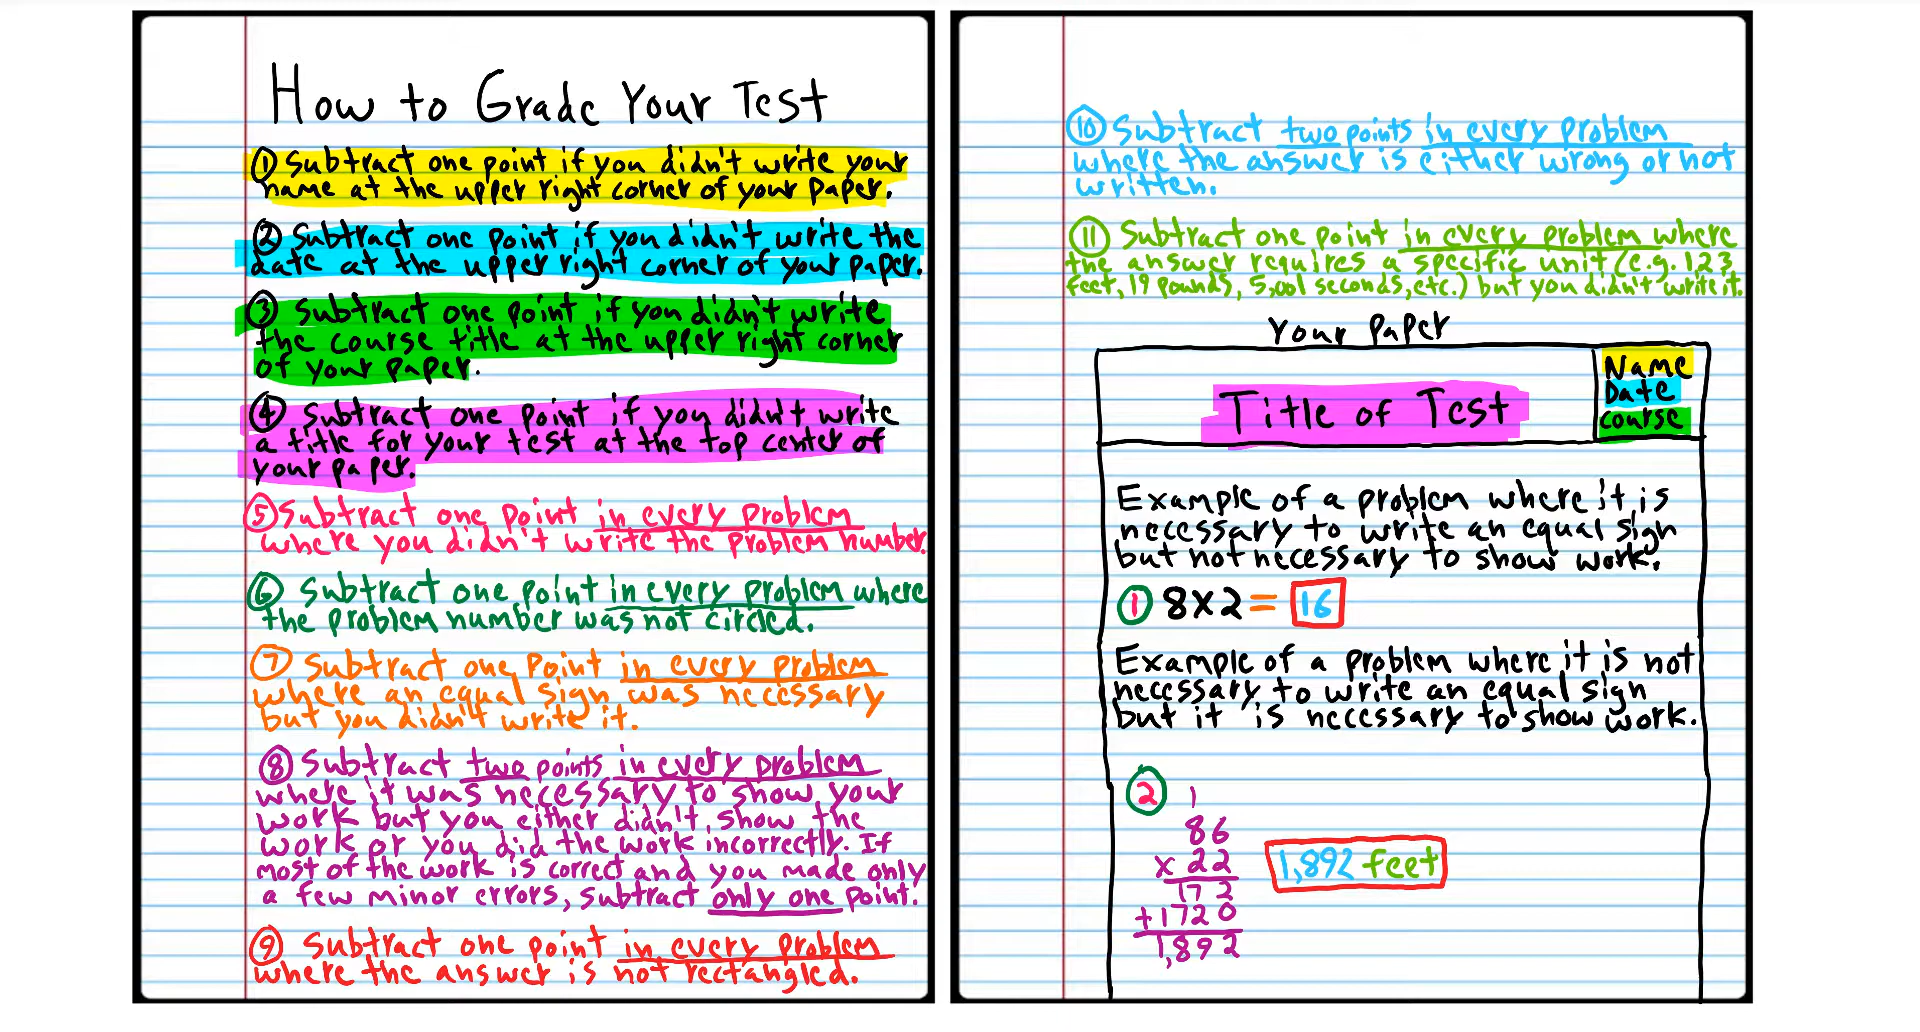 How to Grade Your Test
① Subtract one point if you didn't write your
name at the upper right corner of your paper.
② Subtract one point if you didn't write the
date at the upper right corner of your paper.
③ Subtract one point if you didn't write
the course title at the upper right corner
of your paper.
④ Subtract one point if you didn't write
a title for your test at the top center of
your paper.
⑤ Subtract one point in every problem
where you didn't write the problem number.
⑥ Subtract one point in every problem where
the problem number was not circled.
⑦ Subtract one point in every problem
where an equal sign was necessary
but you didn't write it.
⑧ Subtract two points in every problem
where it was necessary to show your
work but you either didn't show the
work or you did the work incorrectly. If
most of the work is correct and you made only
a few minor errors, subtract only one point.
⑨ Subtract one point in every problem
where the answer is not rectangled.
⑩ Subtract two points in every problem
where the answer is either wrong or not
written.
⑪ Subtract one point in every problem where
the answer requires a specific unit (e.g. 123
feet, 19 pounds, 5,001 seconds, etc.) but you didn't write it.
Your Paper
Name
Date
Course
Title of Test
Example of a problem where it is
necessary to write an equal sign
but not necessary to show work.
① 8x2 = 16
Example of a problem where it is not
necessary to write an equal sign
but it is necessary to show work.
② 1
86
x 22
172
+1720
1,892
1,892 feet